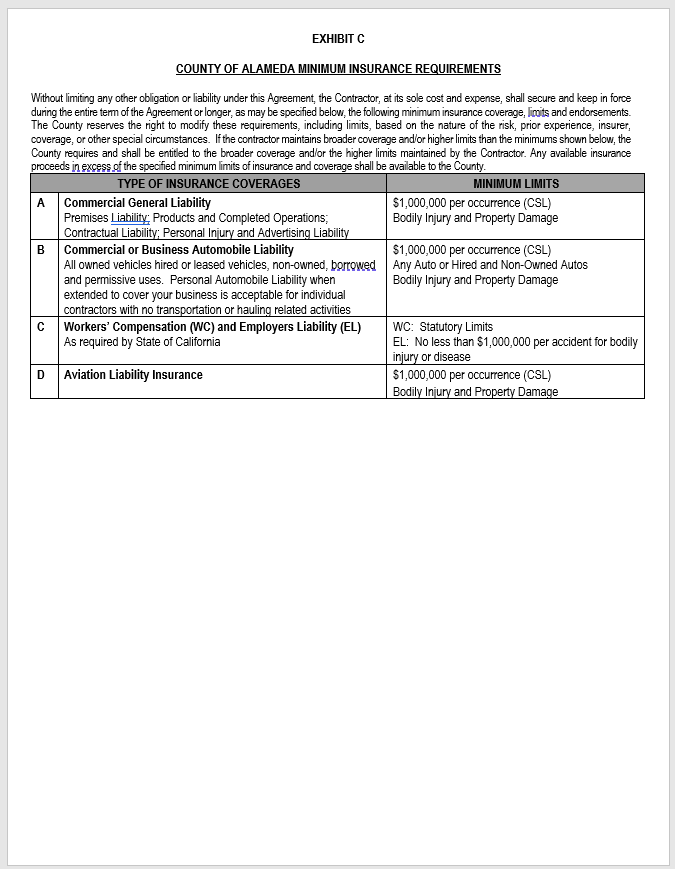 EXHIBIT C
COUNTY OF ALAMEDA MINIMUM INSURANCE REQUIREMENTS
Without limiting any other obligation or liability under this Agreement, the Contractor, at its sole cost and expense, shall secure and keep in force
during the entire term of the Agreement or longer, as may be specified below, the following minimum insurance coverage, limits and endorsements.
The County reserves the right to modify these requirements, including limits, based on the nature of the risk, prior experience, insurer,
coverage, or other special circumstances.  If the contractor maintains broader coverage and/or higher limits than the minimums shown below, the
County requires and shall be entitled to the broader coverage and/or the higher limits maintained by the Contractor. Any available insurance
proceeds in excess of the specified minimum limits of insurance and coverage shall be available to the County.
TYPE OF INSURANCE COVERAGES MINIMUM LIMITS
A Commercial General Liability $1,000,000 per occurrence (CSL)
Premises Liability; Products and Completed Operations; Bodily Injury and Property Damage
Contractual Liability; Personal Injury and Advertising Liability
B Commercial or Business Automobile Liability $1,000,000 per occurrence (CSL)
All owned vehicles hired or leased vehicles, non-owned, borrowed Any Auto or Hired and Non-Owned Autos
and permissive uses.  Personal Automobile Liability when Bodily Injury and Property Damage
extended to cover your business is acceptable for individual
contractors with no transportation or hauling related activities
C Workers' Compensation (WC) and Employers Liability (EL) WC:  Statutory Limits
As required by State of California EL:  No less than $1,000,000 per accident for bodily
injury or disease
D Aviation Liability Insurance $1,000,000 per occurrence (CSL)
Bodily Injury and Property Damage